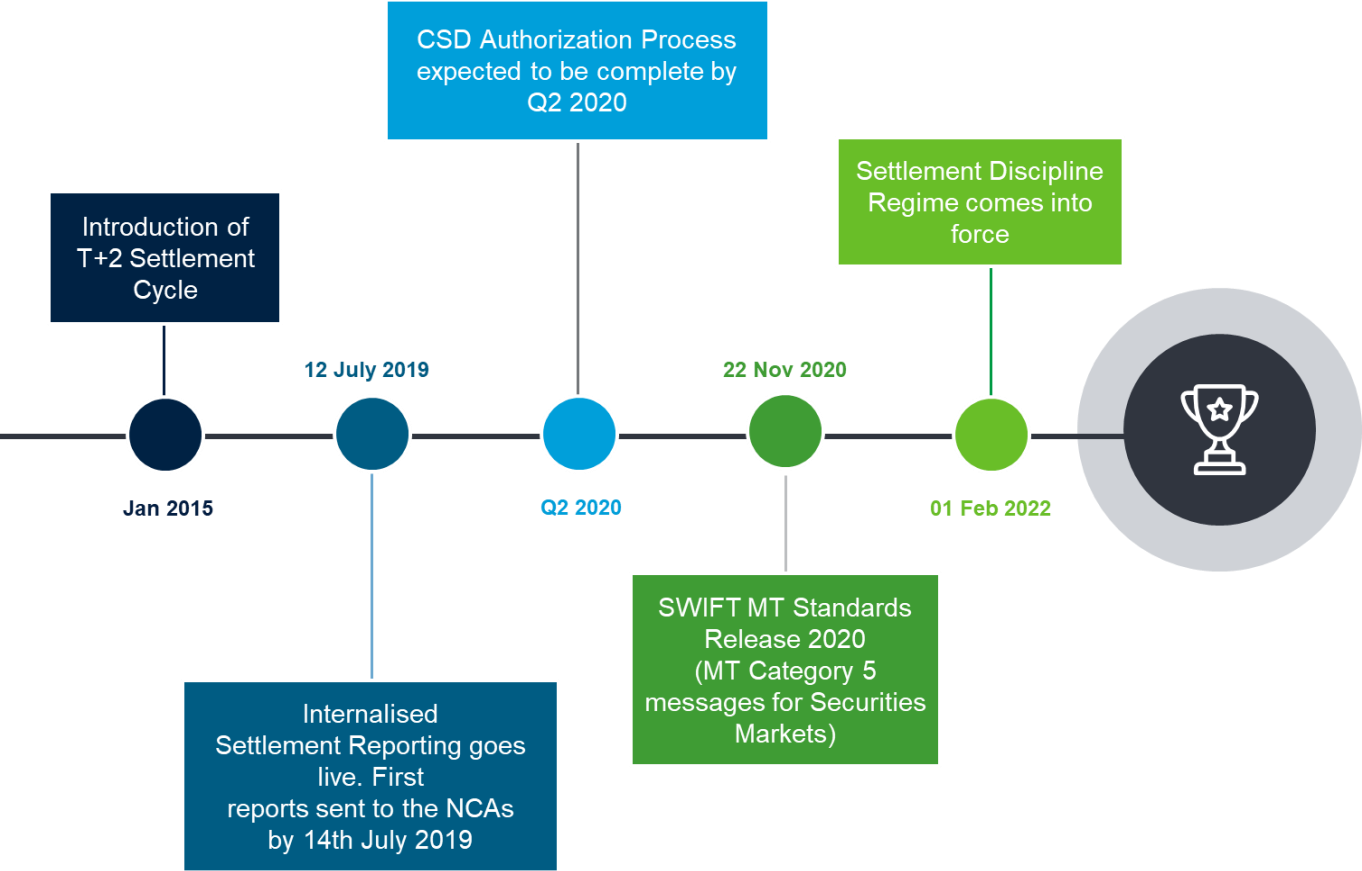 CSD Authorization Process
expected to be complete by
Q2 2020
Settlement Discipline
Regime comes into
force
Introduction of
T+2 Settlement
Cycle
12 July 2019
22 Nov 2020
Jan 2015
Q2 2020
01 Feb 2022
SWIFT MT Standards
Release 2020
(MT Category 5
messages for Securities
Markets)
Internalised
Settlement Reporting goes
live. First
reports sent to the NCAs
by 14th July 2019